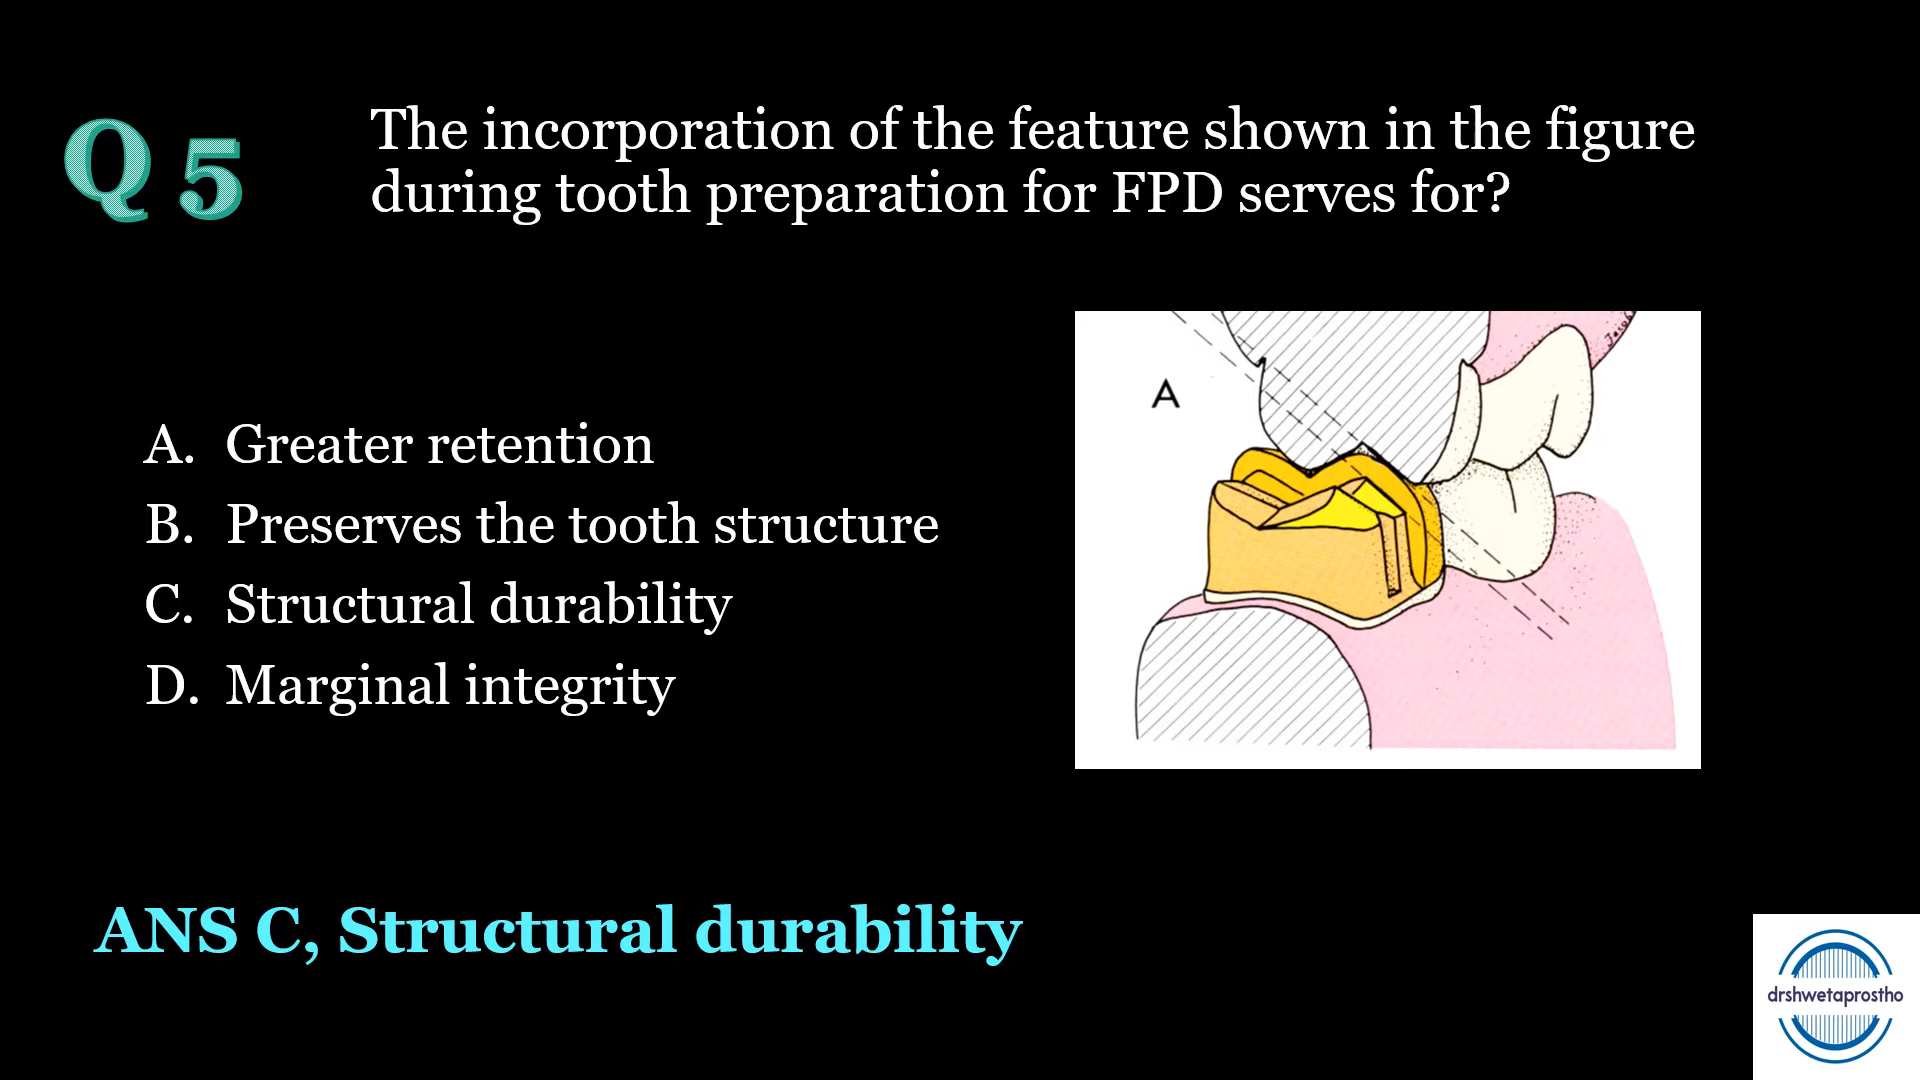 Q 5
The incorporation of the feature shown in the figure
during tooth preparation for FPD serves for?
A. Greater retention
B. Preserves the tooth structure
C. Structural durability
D. Marginal integrity
A
ANS C, Structural durability
drshwetaprostho